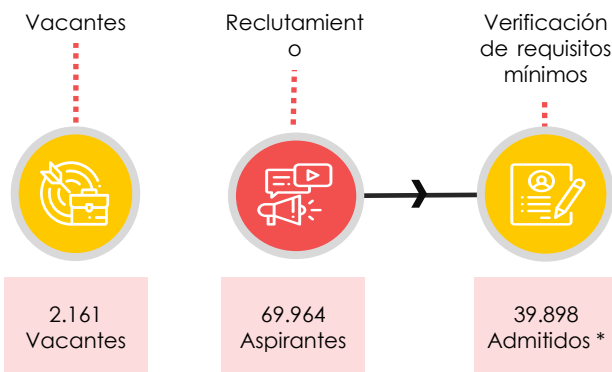 Vacantes
Reclutamient
o
Verificación
de requisitos
mínimos
2.161
Vacantes
69.964
Aspirantes
39.898
Admitidos *